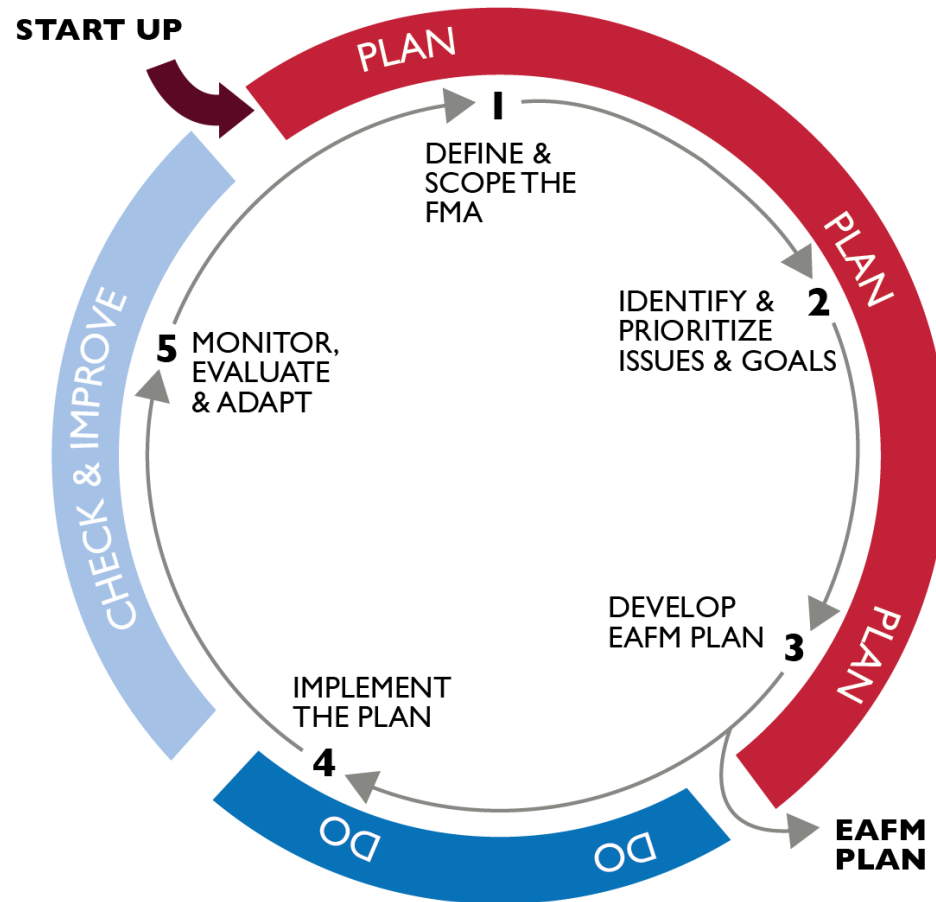 START UP
PLAN
1
DEFINE &
SCOPE THE
FMA
PLAN
2
IDENTIFY &
PRIORITIZE
ISSUES & GOALS
PLAN
3
DEVELOP
EAFM PLAN
EAFM
PLAN
DO
DO
4
IMPLEMENT
THE PLAN
CHECK & IMPROVE
5
MONITOR,
EVALUATE
& ADAPT